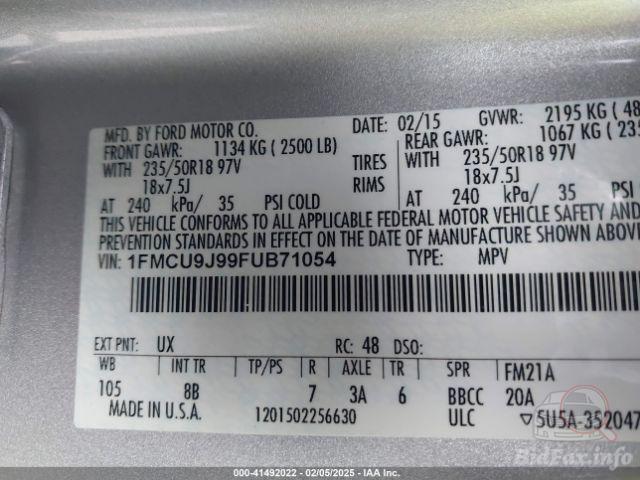 MFD. BY FORD MOTOR CO. DATE: 02/15 GVWR: 2195 KG ( 48
FRONT GAWR: 1134 KG ( 2500 LB) REAR GAWR: 1067 KG ( 235
WITH 235/50R18 97V TIRES WITH 235/50R18 97V
18x7.5J RIMS 18x7.5J
AT 240 kPa/ 35 PSI COLD AT 240 kPa/ 35 PSI
THIS VEHICLE CONFORMS TO ALL APPLICABLE FEDERAL MOTOR VEHICLE SAFETY AND
PREVENTION STANDARDS IN EFFECT ON THE DATE OF MANUFACTURE SHOWN ABOVE
VIN: 1FMCU9J99FUB71054 TYPE: MPV
EXT PNT: UX RC: 48 DSO:
WB INT TR TP/PS R AXLE TR SPR FM21A
105 8B 7 3A 6 BBCC 20A
MADE IN U.S.A. 1201502256630 ULC ▽5U5A-352047
BidFax.info
000-41492022 - 02/05/2025 - IAA Inc.